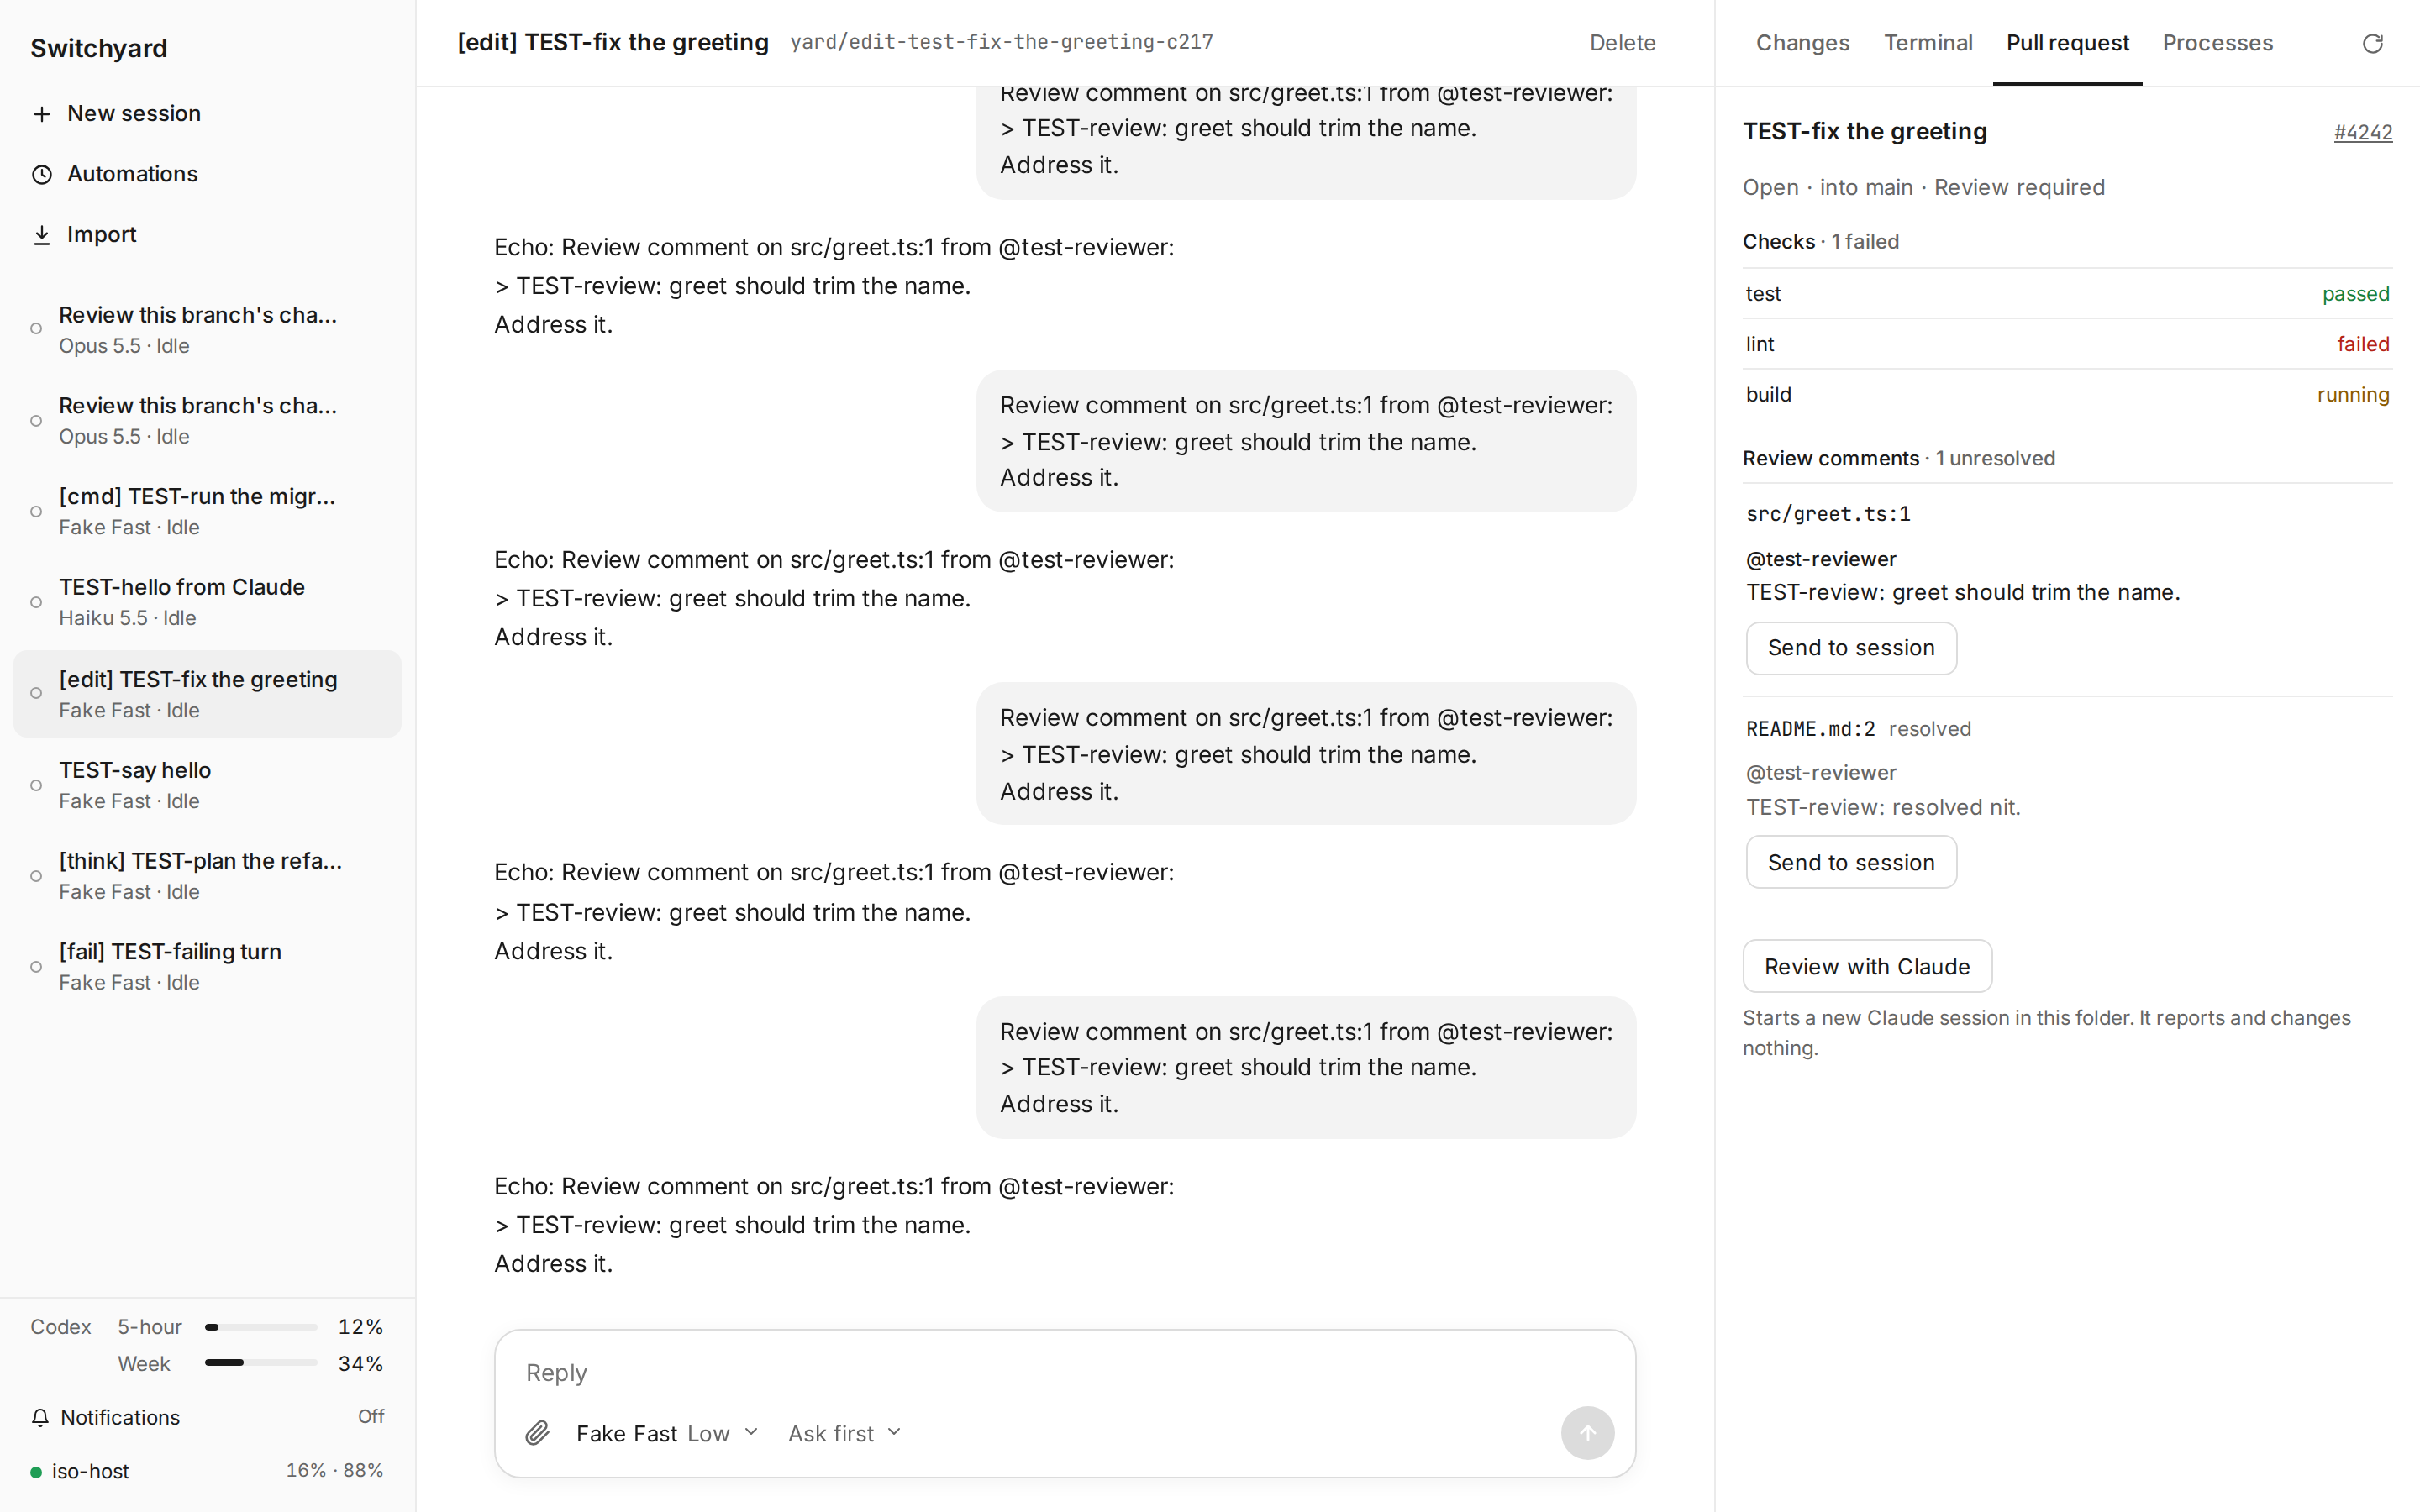 Switchyard
New session
Automations
Import
Review this branch's cha...
Opus 5.5 · Idle
Review this branch's cha...
Opus 5.5 · Idle
[cmd] TEST-run the migr...
Fake Fast · Idle
TEST-hello from Claude
Haiku 5.5 · Idle
[edit] TEST-fix the greeting
Fake Fast · Idle
TEST-say hello
Fake Fast · Idle
[think] TEST-plan the refa...
Fake Fast · Idle
[fail] TEST-failing turn
Fake Fast · Idle
Codex 5-hour 12%
Week 34%
Notifications Off
iso-host 16% · 88%
[edit] TEST-fix the greeting yard/edit-test-fix-the-greeting-c217 Delete
Review comment on src/greet.ts:1 from @test-reviewer:
> TEST-review: greet should trim the name.
Address it.
Echo: Review comment on src/greet.ts:1 from @test-reviewer:
> TEST-review: greet should trim the name.
Address it.
Review comment on src/greet.ts:1 from @test-reviewer:
> TEST-review: greet should trim the name.
Address it.
Echo: Review comment on src/greet.ts:1 from @test-reviewer:
> TEST-review: greet should trim the name.
Address it.
Review comment on src/greet.ts:1 from @test-reviewer:
> TEST-review: greet should trim the name.
Address it.
Echo: Review comment on src/greet.ts:1 from @test-reviewer:
> TEST-review: greet should trim the name.
Address it.
Review comment on src/greet.ts:1 from @test-reviewer:
> TEST-review: greet should trim the name.
Address it.
Echo: Review comment on src/greet.ts:1 from @test-reviewer:
> TEST-review: greet should trim the name.
Address it.
Reply
Fake Fast Low Ask first
Changes Terminal Pull request Processes
TEST-fix the greeting #4242
Open · into main · Review required
Checks · 1 failed
test passed
lint failed
build running
Review comments · 1 unresolved
src/greet.ts:1
@test-reviewer
TEST-review: greet should trim the name.
Send to session
README.md:2 resolved
@test-reviewer
TEST-review: resolved nit.
Send to session
Review with Claude
Starts a new Claude session in this folder. It reports and changes
nothing.